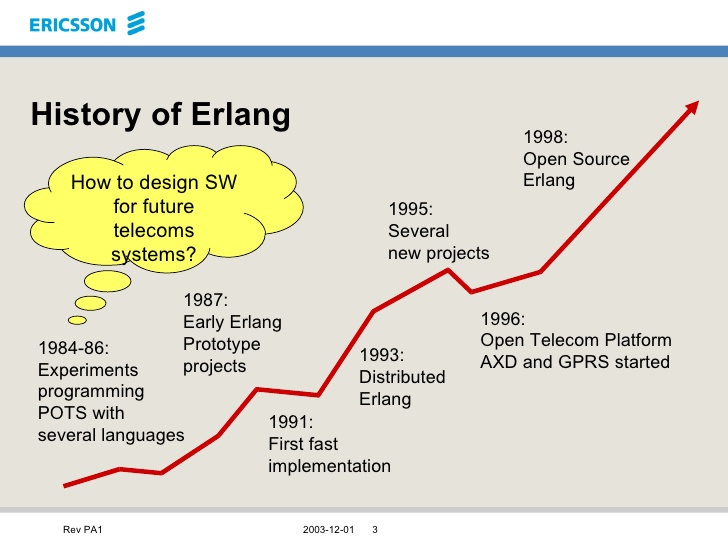 ERICSSON
History of Erlang
How to design SW
for future
telecoms
systems?
1984-86:
Experiments
programming
POTS with
several languages
1987:
Early Erlang
Prototype
projects
1991:
First fast
implementation
1993:
Distributed
Erlang
1995:
Several
new projects
1996:
Open Telecom Platform
AXD and GPRS started
1998:
Open Source
Erlang
Rev PA1
2003-12-01
3